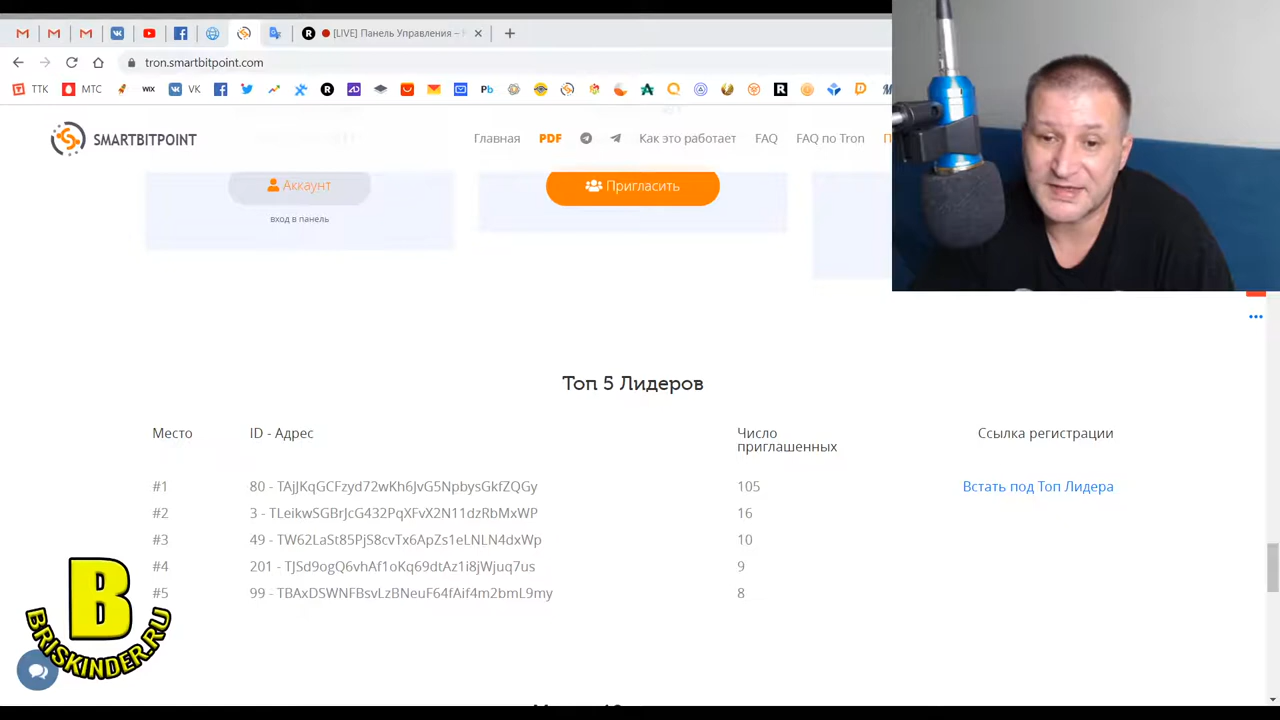 [LIVE] Панель Управления – R
tron.smartbitpoint.com
ТТК МТС WIX VK Pb
SMARTBITPOINT
Главная PDF Как это работает FAQ FAQ по Tron П
Аккаунт
вход в панель
Пригласить
Топ 5 Лидеров
Место ID - Адрес Число приглашенных Ссылка регистрации
#1 80 - TAjJKqGCFzyd72wKh6JvG5NpbysGkfZQGy 105 Встать под Топ Лидера
#2 3 - TLeikwSGBrJcG432PqXFvX2N11dzRbMxWP 16
#3 49 - TW62LaSt85PjS8cvTx6ApZs1eLNLN4dxWp 10
#4 201 - TJSd9ogQ6vhAf1oKq69dtAz1i8jWjuq7us 9
#5 99 - TBAxDSWNFBsvLzBNeuF64fAif4m2bmL9my 8
B
BRISKINDER.RU